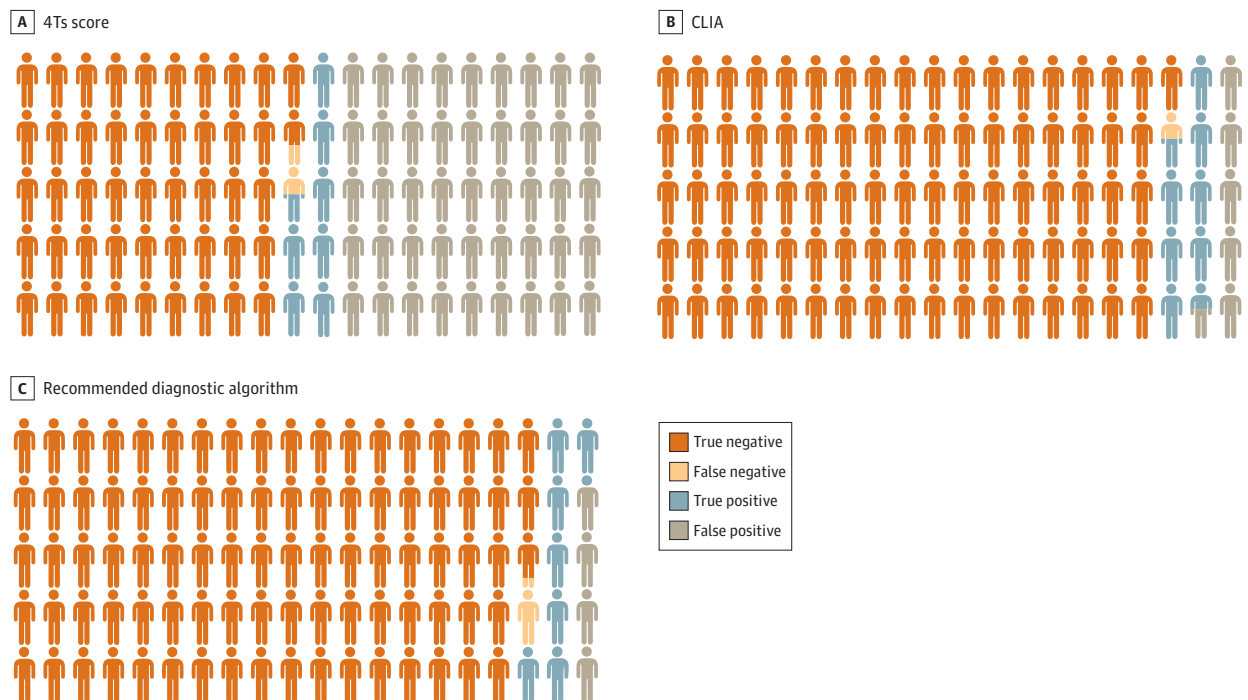 A 4Ts score
B CLIA
C Recommended diagnostic algorithm
True negative
False negative
True positive
False positive